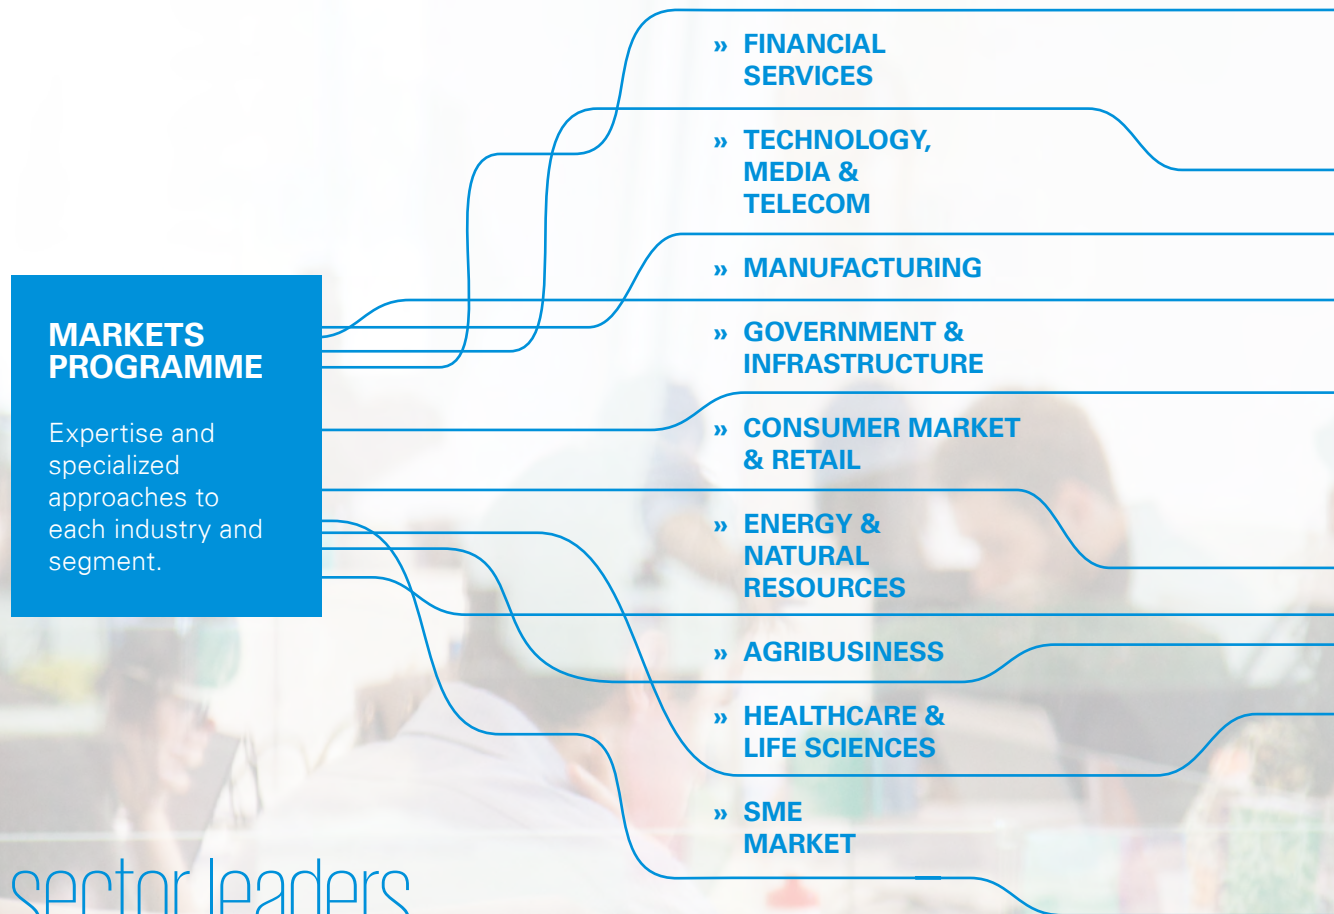 MARKETS
PROGRAMME
Expertise and
specialized
approaches to
each industry and
segment.
» FINANCIAL
SERVICES
» TECHNOLOGY,
MEDIA &
TELECOM
» MANUFACTURING
» GOVERNMENT &
INFRASTRUCTURE
» CONSUMER MARKET
& RETAIL
» ENERGY &
NATURAL
RESOURCES
» AGRIBUSINESS
» HEALTHCARE &
LIFE SCIENCES
» SME
MARKET
sector leaders